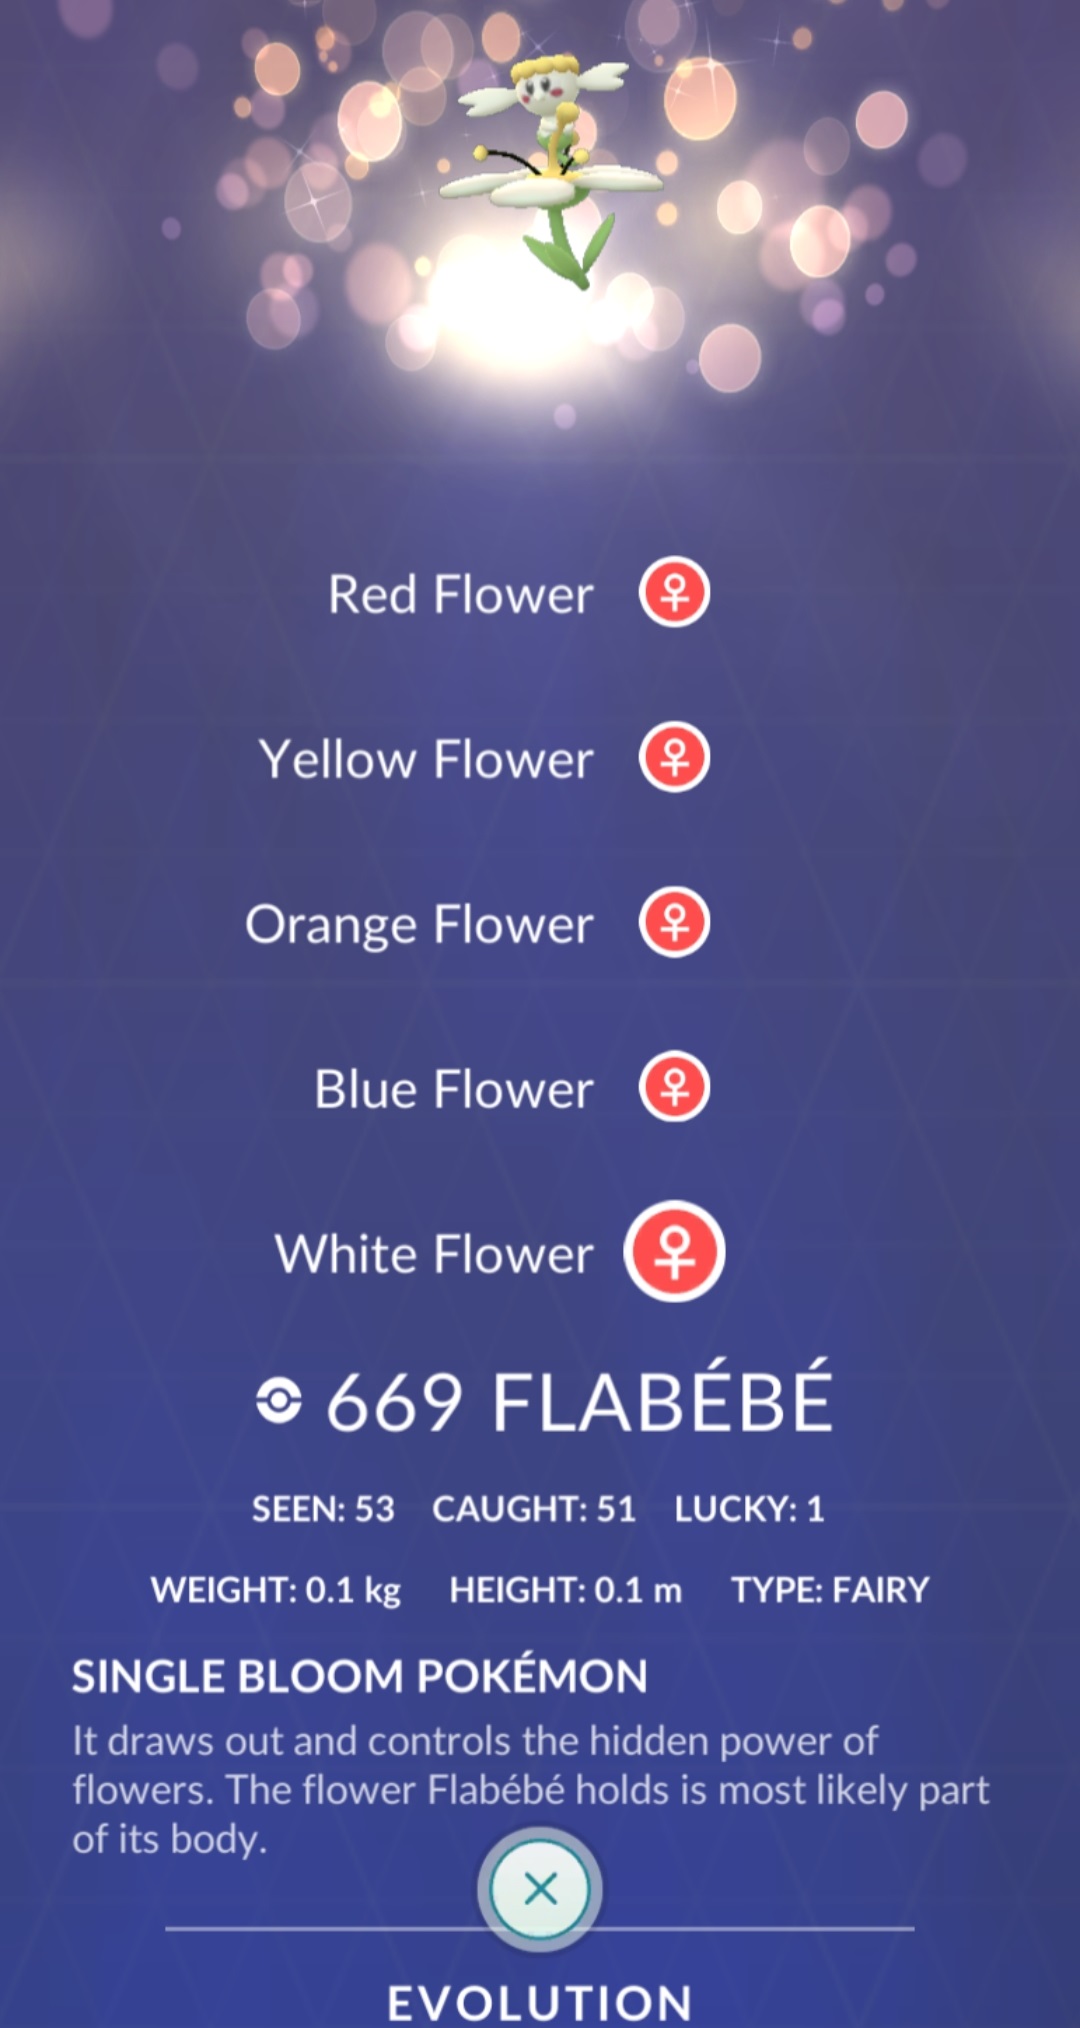 Red Flower
Yellow Flower
Orange Flower
Blue Flower
White Flower
669 FLABÉBÉ
SEEN: 53 CAUGHT: 51 LUCKY: 1
WEIGHT: 0.1 kg HEIGHT: 0.1 m TYPE: FAIRY
SINGLE BLOOM POKÉMON
It draws out and controls the hidden power of
flowers. The flower Flabébé holds is most likely part
of its body.
EVOLUTION